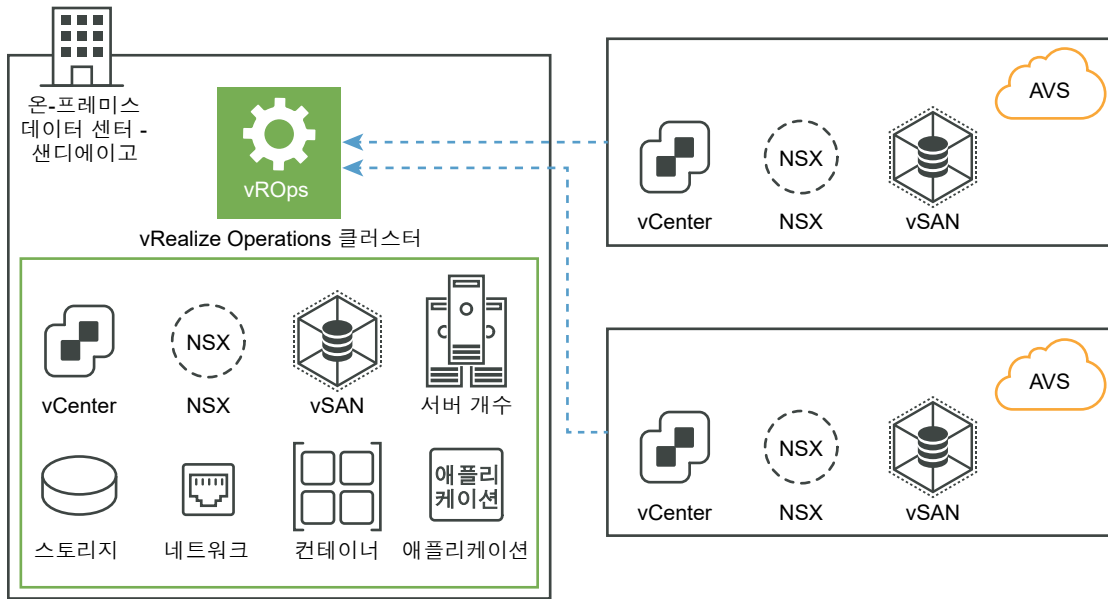 온-프레미스
데이터 센터 -
샌디에이고
vROps
vRealize Operations 클러스터
vCenter
NSX
NSX
vSAN
서버 개수
스토리지
네트워크
컨테이너
애플리
케이션
애플리케이션
AVS
vCenter
NSX
NSX
vSAN
AVS
vCenter
NSX
NSX
vSAN